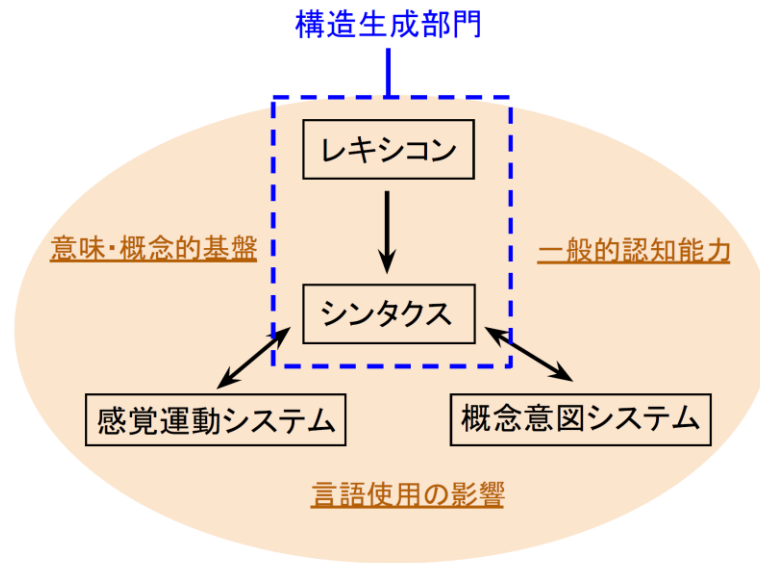 構造生成部門
レキシコン
意味・概念的基盤
一般的認知能力
シンタクス
感覚運動システム
概念意図システム
言語使用の影響